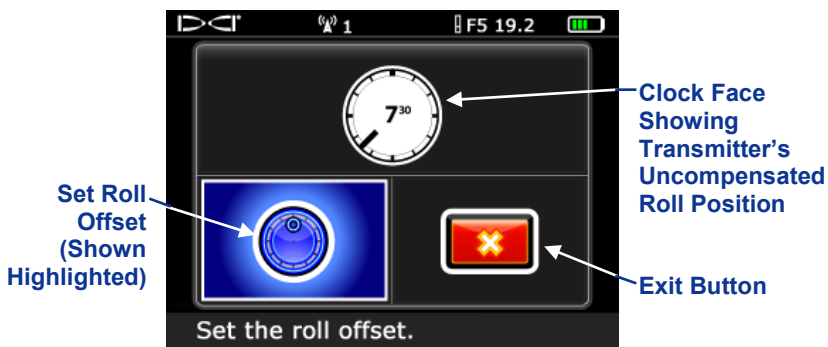 DCI
1
F5 19.2
7³⁰
Clock Face
Showing
Transmitter's
Uncompensated
Roll Position
Set Roll
Offset
(Shown
Highlighted)
Exit Button
Set the roll offset.